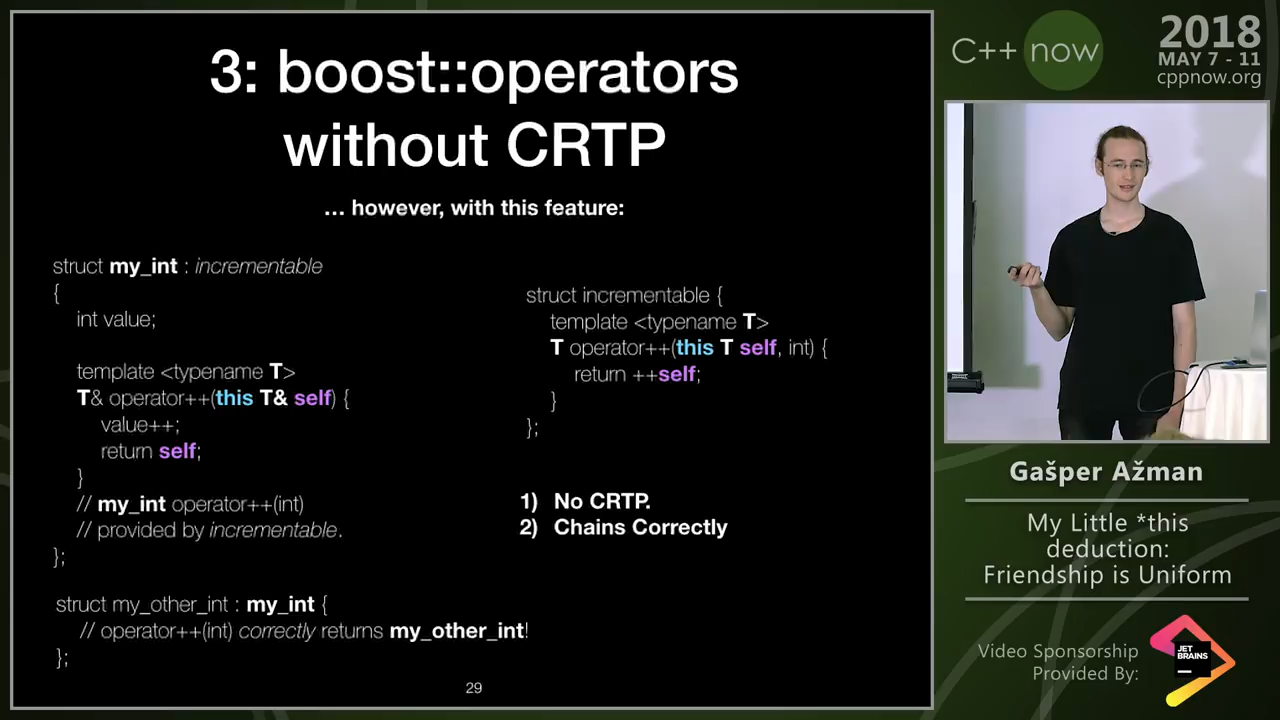 3: boost::operators
without CRTP
... however, with this feature:
struct my_int : incrementable
{
int value;
template <typename T>
T& operator++(this T& self) {
value++;
return self;
}
// my_int operator++(int)
// provided by incrementable.
};
struct my_other_int : my_int {
// operator++(int) correctly returns my_other_int!
};
struct incrementable {
template <typename T>
T operator++(this T self, int) {
return ++self;
}
};
1) No CRTP.
2) Chains Correctly
29
C++ now
2018
MAY 7 - 11
cppnow.org
Gašper Ažman
My Little *this
deduction:
Friendship is Uniform
Video Sponsorship
Provided By:
JET
BRAINS